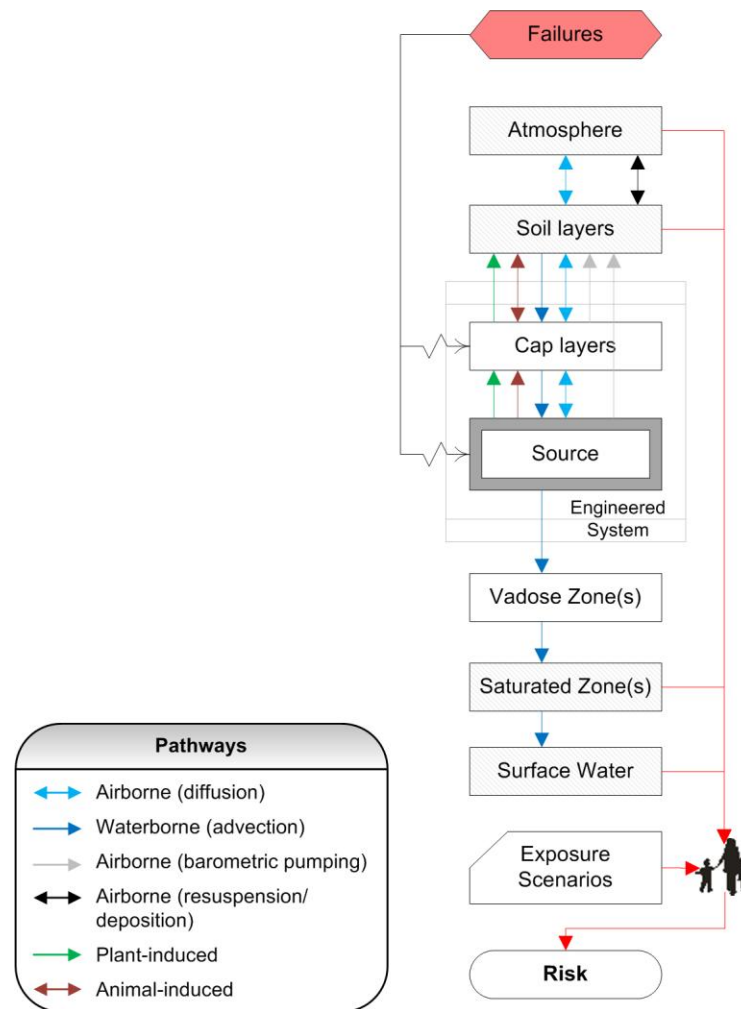 Failures
Atmosphere
Soil layers
Cap layers
Source
Engineered
System
Vadose Zone(s)
Saturated Zone(s)
Surface Water
Exposure
Scenarios
Risk
Pathways
Airborne (diffusion)
Waterborne (advection)
Airborne (barometric pumping)
Airborne (resuspension/
deposition)
Plant-induced
Animal-induced